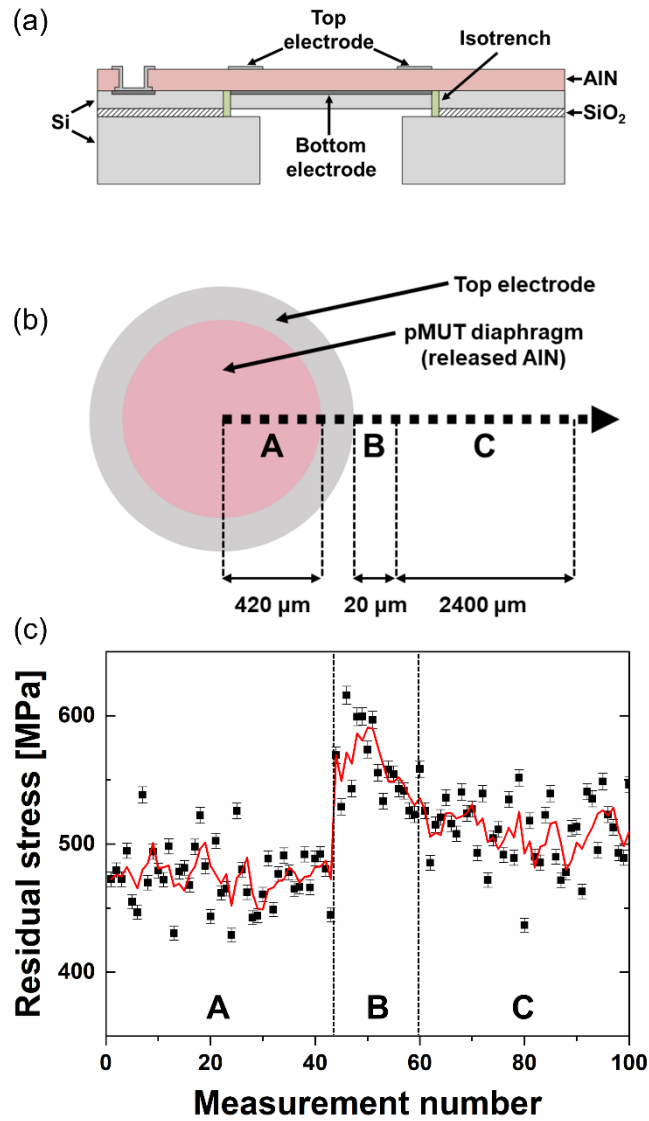 (a)
Top
electrode
Isotrench
AlN
Si
SiO₂
Bottom
electrode
(b)
Top electrode
pMUT diaphragm
(released AlN)
A
B
C
420 µm
20 µm
2400 µm
(c)
Residual stress [MPa]
600
500
400
A
B
C
0
20
40
60
80
100
Measurement number